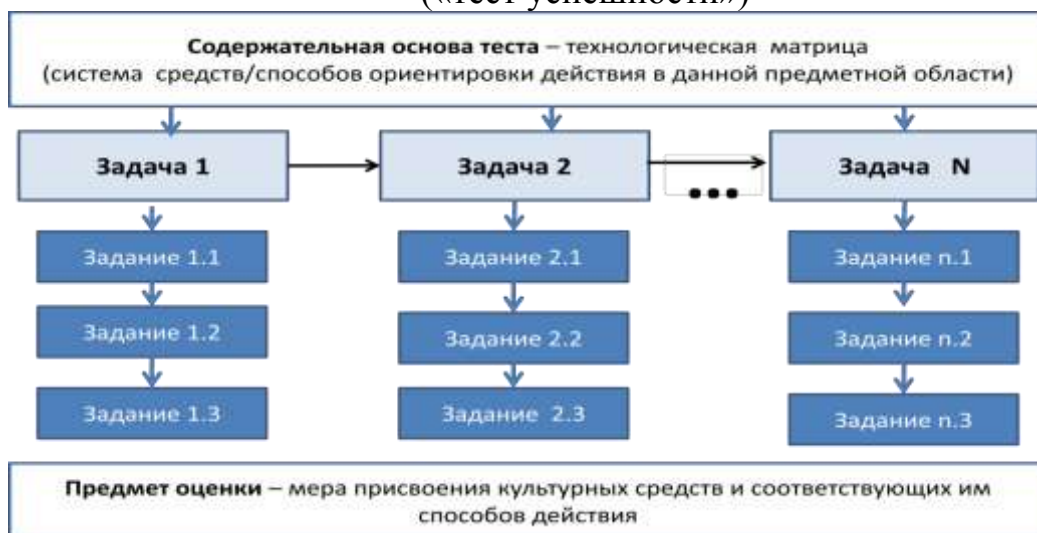 («тест успешности»)
Содержательная основа теста – технологическая матрица
(система средств/способов ориентировки действия в данной предметной области)
Задача 1
Задача 2
...
Задача N
Задание 1.1
Задание 2.1
Задание n.1
Задание 1.2
Задание 2.2
Задание n.2
Задание 1.3
Задание 2.3
Задание n.3
Предмет оценки – мера присвоения культурных средств и соответствующих им
способов действия